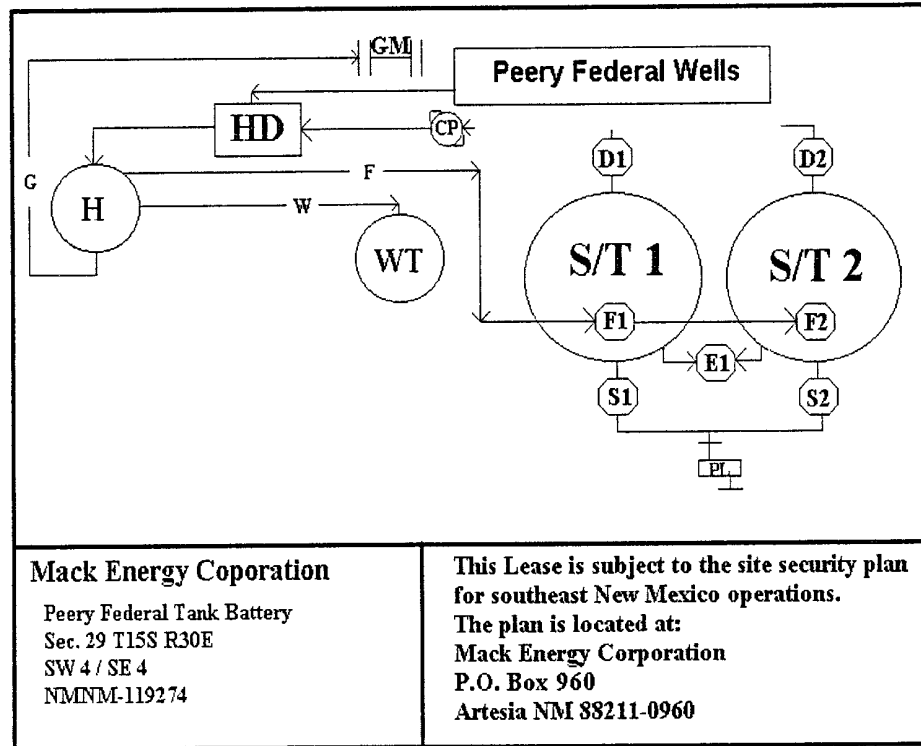 GM
Peery Federal Wells
HD
CP
D1
D2
G
F
H
W
WT
S/T 1
S/T 2
F1
F2
E1
S1
S2
PL
Mack Energy Coporation
Peery Federal Tank Battery
Sec. 29 T15S R30E
SW 4 / SE 4
NMNM-119274
This Lease is subject to the site security plan
for southeast New Mexico operations.
The plan is located at:
Mack Energy Corporation
P.O. Box 960
Artesia NM 88211-0960